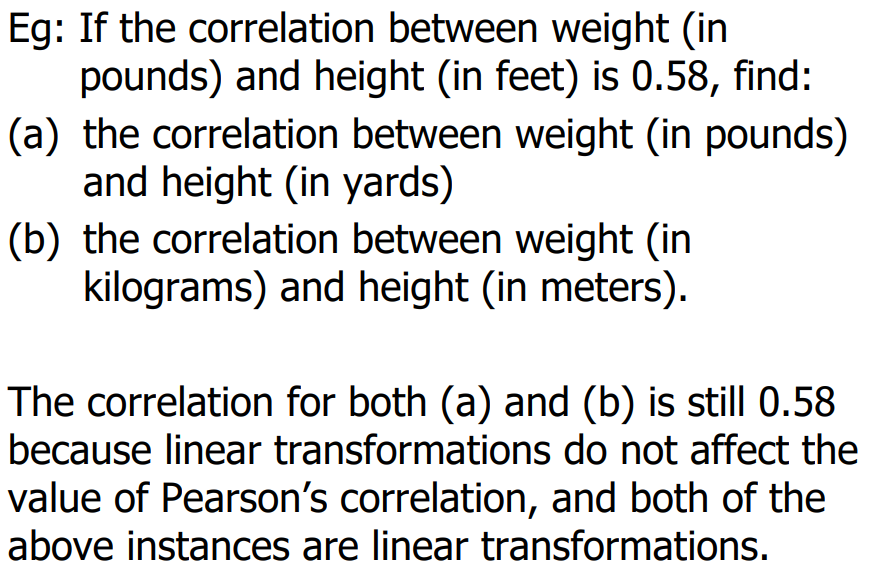 Eg: If the correlation between weight (in
pounds) and height (in feet) is 0.58, find:
(a) the correlation between weight (in pounds)
and height (in yards)
(b) the correlation between weight (in
kilograms) and height (in meters).
The correlation for both (a) and (b) is still 0.58
because linear transformations do not affect the
value of Pearson’s correlation, and both of the
above instances are linear transformations.